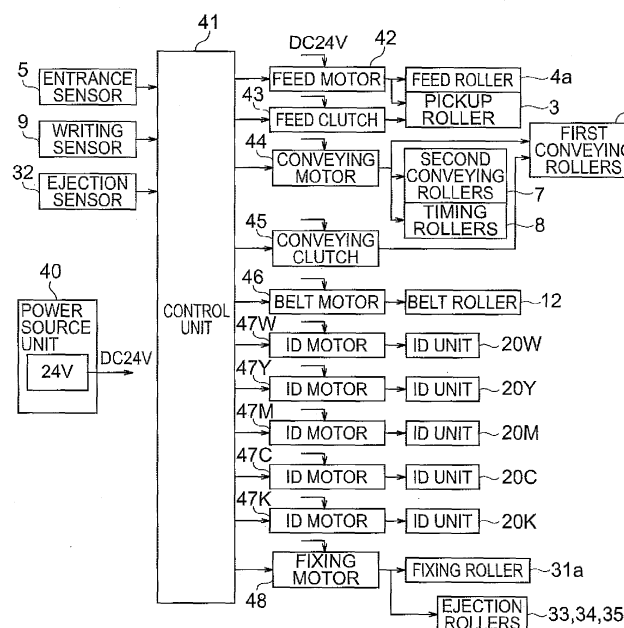 41
DC24V 42
5 ENTRANCE SENSOR
FEED MOTOR
FEED ROLLER 4a
43
PICKUP ROLLER 3
9 WRITING SENSOR
FEED CLUTCH
44
CONVEYING MOTOR
SECOND CONVEYING ROLLERS 7
FIRST CONVEYING ROLLERS
32 EJECTION SENSOR
TIMING ROLLERS 8
45
CONVEYING CLUTCH
40
POWER SOURCE UNIT
24V
DC24V
CONTROL UNIT
46
BELT MOTOR
BELT ROLLER 12
47W
ID MOTOR
ID UNIT 20W
47Y
ID MOTOR
ID UNIT 20Y
47M
ID MOTOR
ID UNIT 20M
47C
ID MOTOR
ID UNIT 20C
47K
ID MOTOR
ID UNIT 20K
FIXING MOTOR
48
FIXING ROLLER 31a
EJECTION ROLLERS 33,34,35